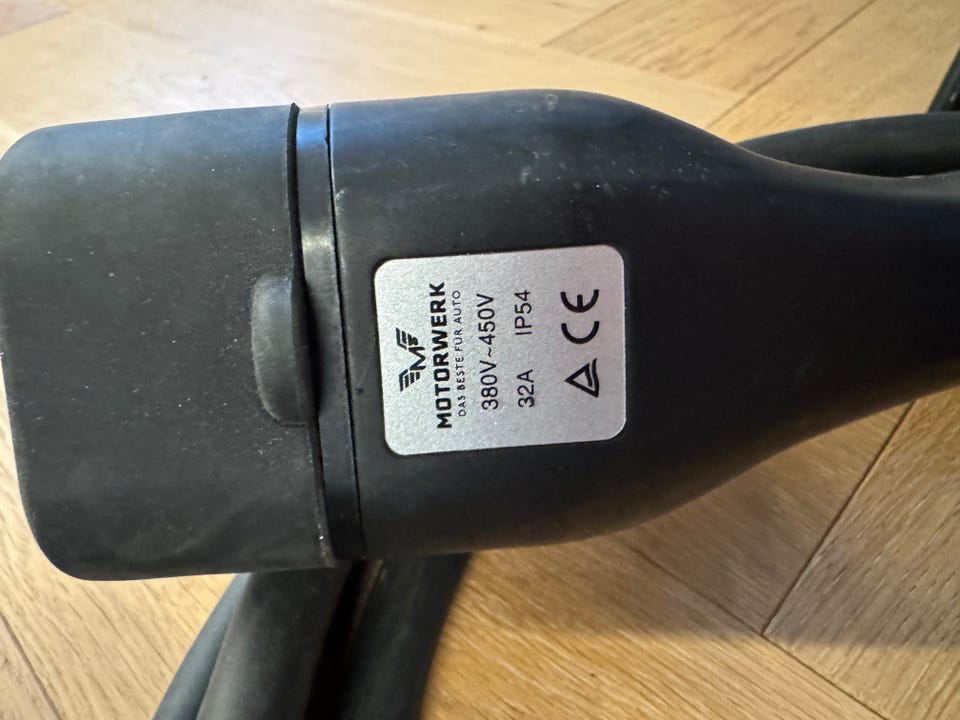 MOTORWERK
DAS BESTE FÜR AUTO
380V~450V
32A IP54
CE